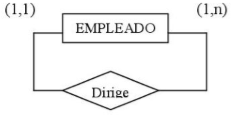 (1,1) (1,n)
EMPLEADO
Dirige